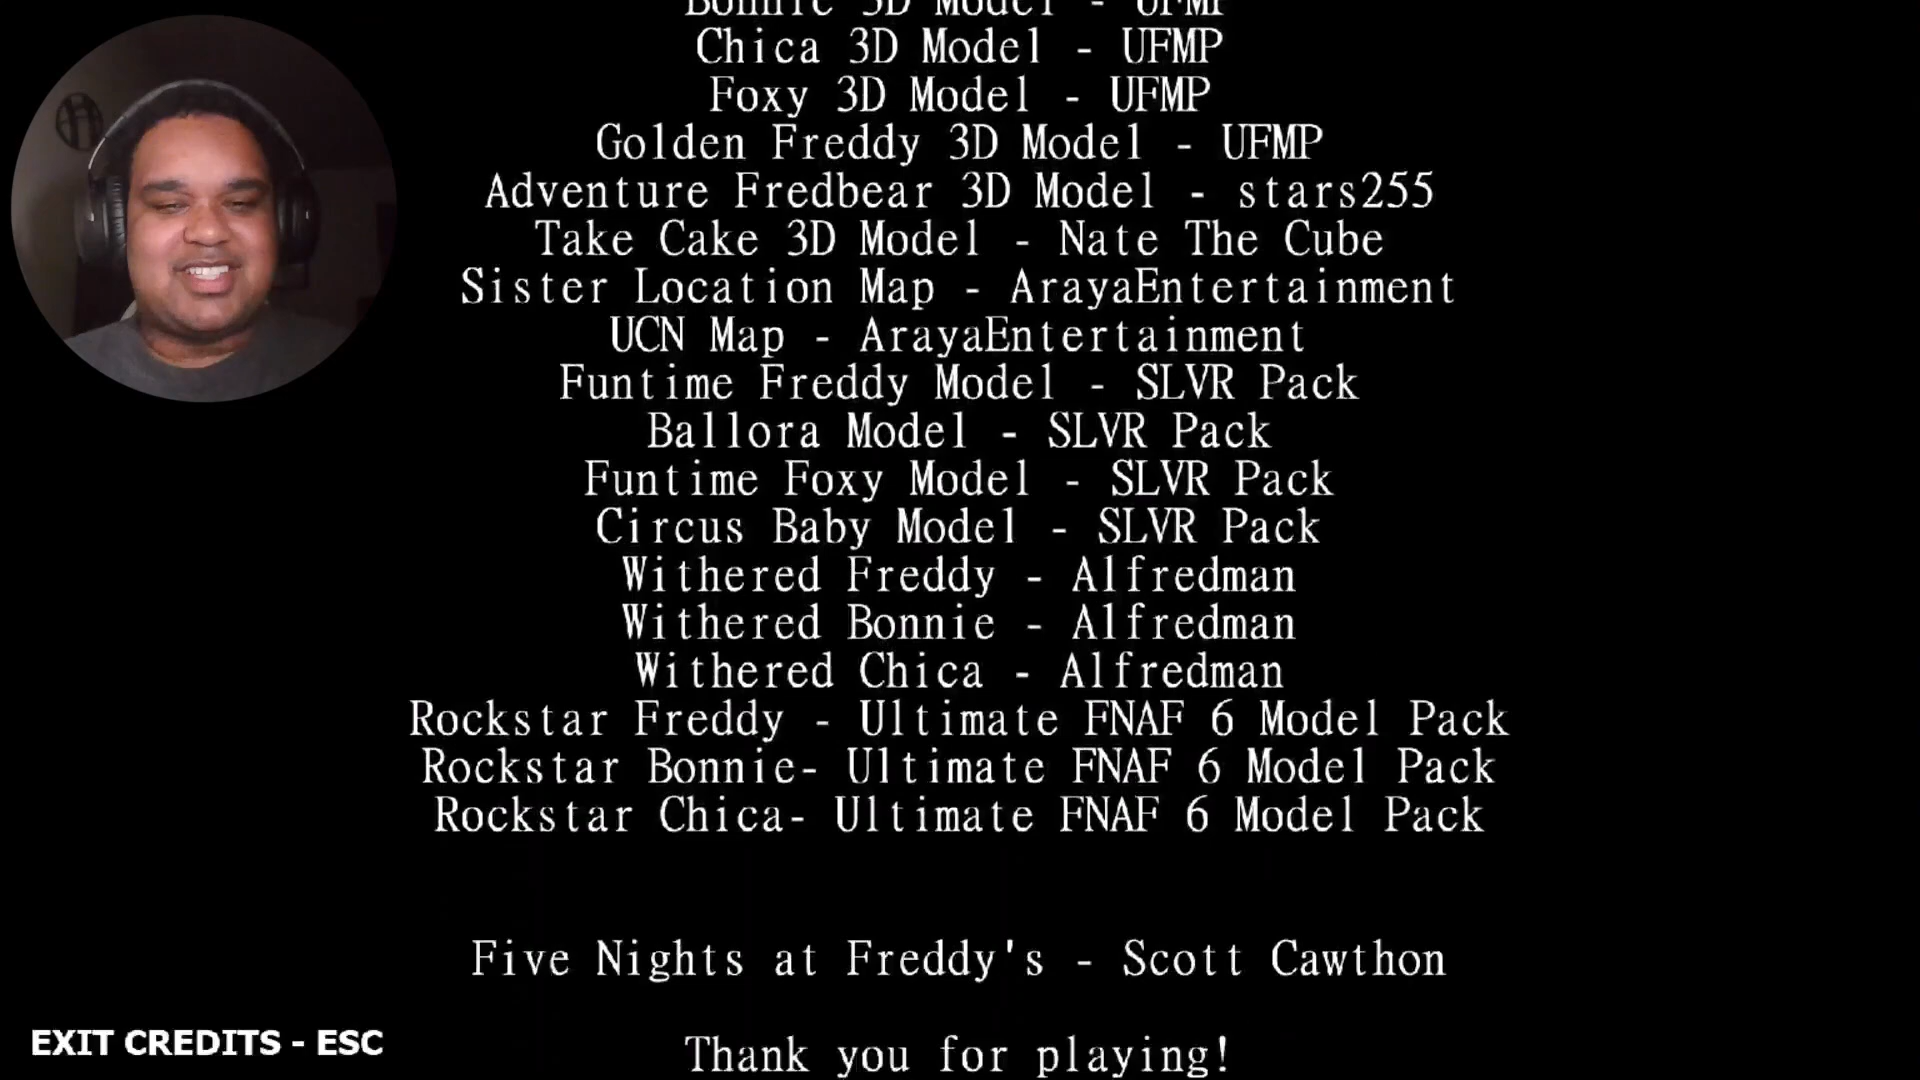 Bonnie 3D Model - UFMP
Chica 3D Model - UFMP
Foxy 3D Model - UFMP
Golden Freddy 3D Model - UFMP
Adventure Fredbear 3D Model - stars255
Take Cake 3D Model - Nate The Cube
Sister Location Map - ArayaEntertainment
UCN Map - ArayaEntertainment
Funtime Freddy Model - SLVR Pack
Ballora Model - SLVR Pack
Funtime Foxy Model - SLVR Pack
Circus Baby Model - SLVR Pack
Withered Freddy - Alfredman
Withered Bonnie - Alfredman
Withered Chica - Alfredman
Rockstar Freddy - Ultimate FNAF 6 Model Pack
Rockstar Bonnie- Ultimate FNAF 6 Model Pack
Rockstar Chica- Ultimate FNAF 6 Model Pack
Five Nights at Freddy's - Scott Cawthon
EXIT CREDITS - ESC
Thank you for playing!